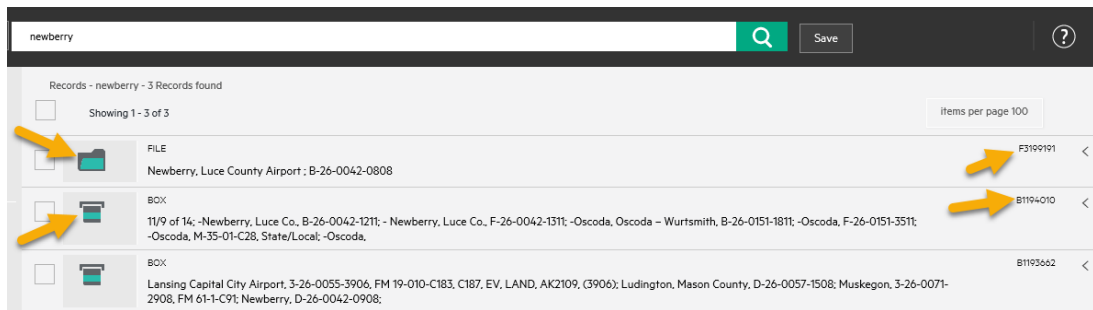 newberry
Save
?
Records - newberry - 3 Records found
Showing 1 - 3 of 3
items per page 100
FILE
F3199191
Newberry, Luce County Airport ; B-26-0042-0808
BOX
B1194010
11/9 of 14; -Newberry, Luce Co., B-26-0042-1211; - Newberry, Luce Co., F-26-0042-1311; -Oscoda, Oscoda – Wurtsmith, B-26-0151-1811; -Oscoda, F-26-0151-3511;
-Oscoda, M-35-01-C28, State/Local; -Oscoda,
BOX
B1193662
Lansing Capital City Airport, 3-26-0055-3906, FM 19-010-C183, C187, EV, LAND, AK2109, (3906); Ludington, Mason County, D-26-0057-1508; Muskegon, 3-26-0071-
2908, FM 61-1-C91; Newberry, D-26-0042-0908;